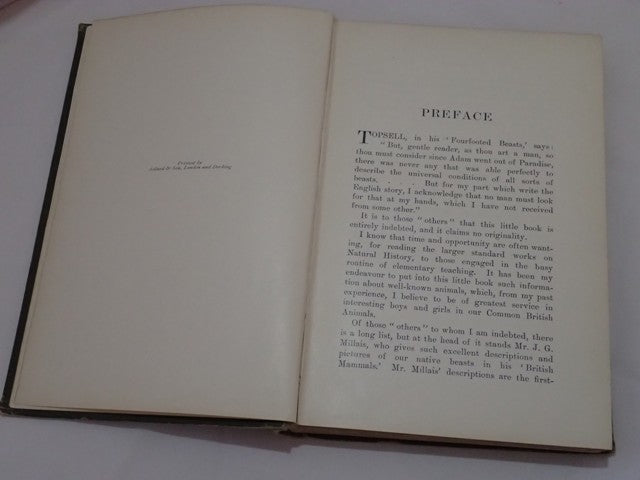 Printed by
Adlard & Son, London and Dorking
PREFACE
TOPSELL, in his 'Fourfooted Beasts,' says:
"But, gentle reader, as thou art a man, so
thou must consider since Adam went out of Paradise,
there was never any that was able perfectly to
describe the universal conditions of all sorts of
beasts. . . . But for my part which write the
English story, I acknowledge that no man must look
for that at my hands, which I have not received
from some other."
It is to those "others" that this little book is
entirely indebted, and it claims no originality.
I know that time and opportunity are often want-
ing, for reading the larger standard works on
Natural History, to those engaged in the busy
routine of elementary teaching. It has been my
endeavour to put into this little book such informa-
tion about well-known animals, which, from my past
experience, I believe to be of greatest service in
interesting boys and girls in our Common British
Animals.
Of those "others" to whom I am indebted, there
is a long list, but at the head of it stands Mr. J. G.
Millais, who gives such excellent descriptions and
pictures of our native beasts in his 'British
Mammals.' Mr. Millais' descriptions are the first-